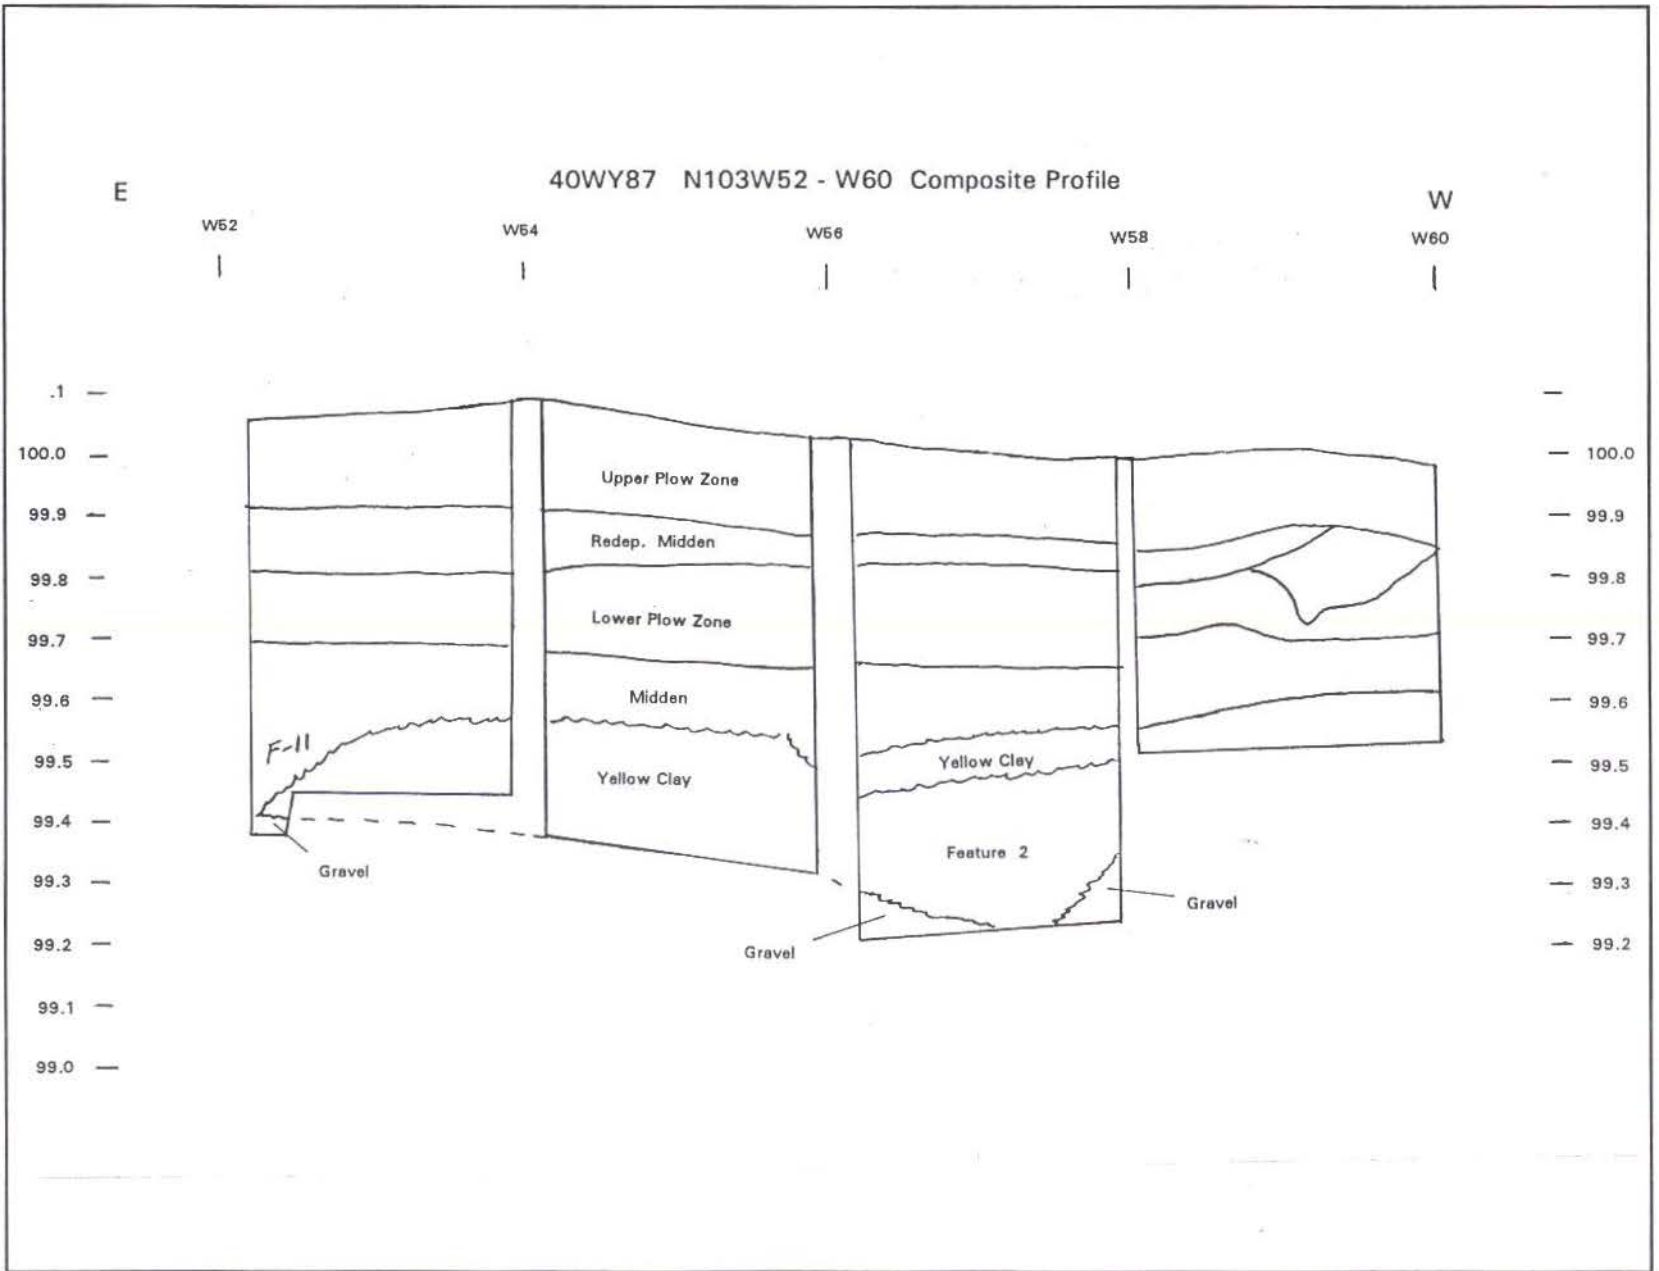 40WY87 N103W52 - W60 Composite Profile
E
W
W52
W54
W56
W58
W60
.1
100.0
100.0
Upper Plow Zone
99.9
99.9
Redep. Midden
99.8
99.8
Lower Plow Zone
99.7
99.7
Midden
99.6
99.6
F-11
99.5
Yellow Clay
99.5
Yellow Clay
99.4
99.4
Feature 2
Gravel
99.3
99.3
Gravel
99.2
Gravel
99.2
99.1
99.0